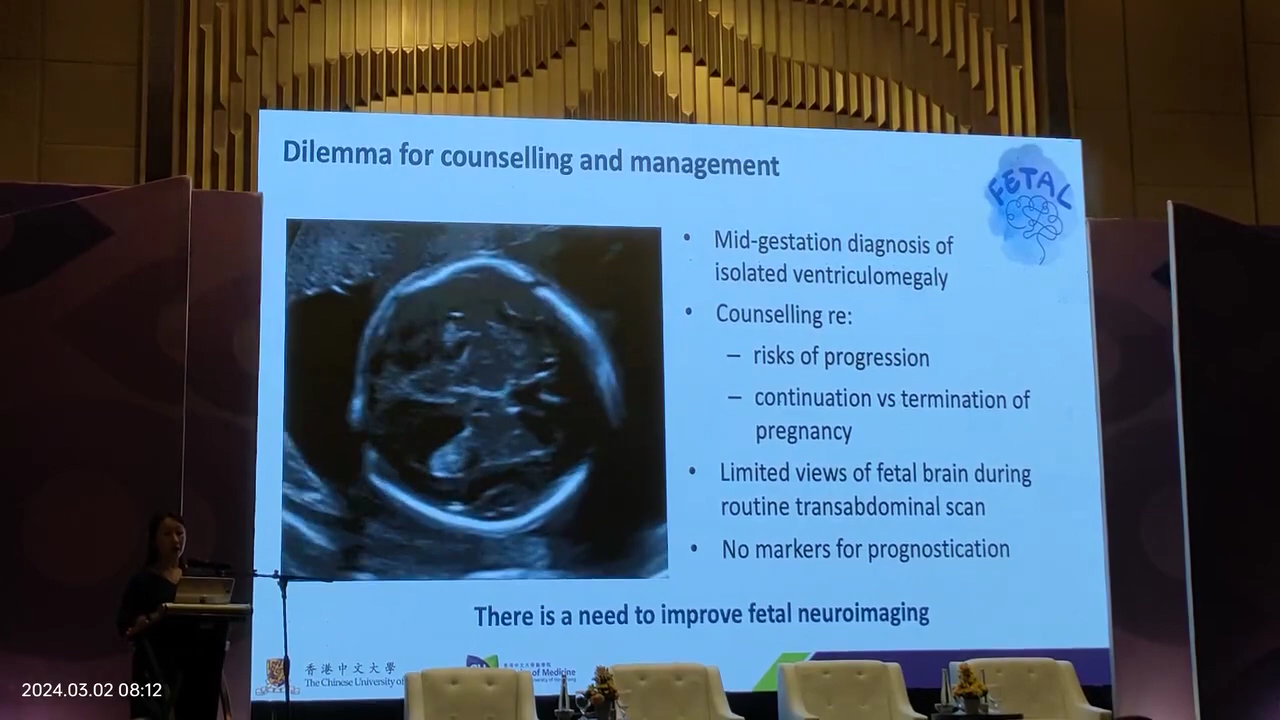 Dilemma for counselling and management
FETAL
• Mid-gestation diagnosis of
isolated ventriculomegaly
• Counselling re:
– risks of progression
– continuation vs termination of
pregnancy
• Limited views of fetal brain during
routine transabdominal scan
• No markers for prognostication
There is a need to improve fetal neuroimaging
香港中文大學
The Chinese University of
of Medicine
2024.03.02 08:12